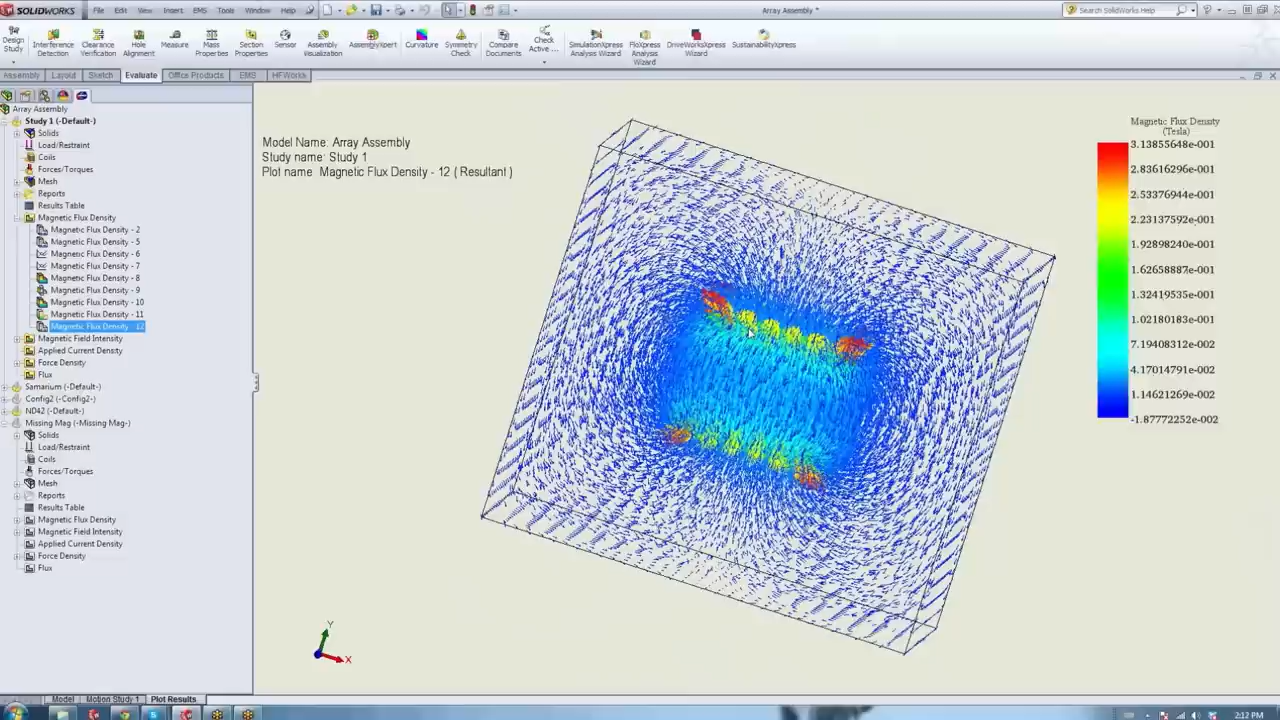 SOLIDWORKS File Edit View Insert EMS Tools Window Help Array Assembly * Search SolidWorks Help
Design Study
Interference Detection
Clearance Verification
Hole Alignment
Measure
Mass Properties
Section Properties
Sensor
Assembly Visualization
AssemblyXpert
Curvature
Symmetry Check
Compare Documents
Check Active ...
SimulationXpress Analysis Wizard
FloXpress Analysis Wizard
DriveWorksXpress Wizard
SustainabilityXpress
Assembly Layout Sketch Evaluate Office Products EMS HFWorks
Array Assembly
Study 1 (-Default-)
Solids
Load/Restraint
Coils
Forces/Torques
Mesh
Reports
Results Table
Magnetic Flux Density
Magnetic Flux Density - 2
Magnetic Flux Density - 5
Magnetic Flux Density - 6
Magnetic Flux Density - 7
Magnetic Flux Density - 8
Magnetic Flux Density - 9
Magnetic Flux Density - 10
Magnetic Flux Density - 11
Magnetic Flux Density - 12
Magnetic Field Intensity
Applied Current Density
Force Density
Flux
Samarium (-Default-)
Config2 (-Config2-)
ND42 (-Default-)
Missing Mag (-Missing Mag-)
Solids
Load/Restraint
Coils
Forces/Torques
Mesh
Reports
Results Table
Magnetic Flux Density
Magnetic Field Intensity
Applied Current Density
Force Density
Flux
Model Name: Array Assembly
Study name: Study 1
Plot name Magnetic Flux Density - 12 ( Resultant )
Magnetic Flux Density
(Tesla)
3.13855648e-001
2.83616296e-001
2.53376944e-001
2.23137592e-001
1.92898240e-001
1.62658887e-001
1.32419535e-001
1.02180183e-001
7.19408312e-002
4.17014791e-002
1.14621269e-002
-1.87772252e-002
Y
X
Model Motion Study 1 Plot Results
2:12 PM